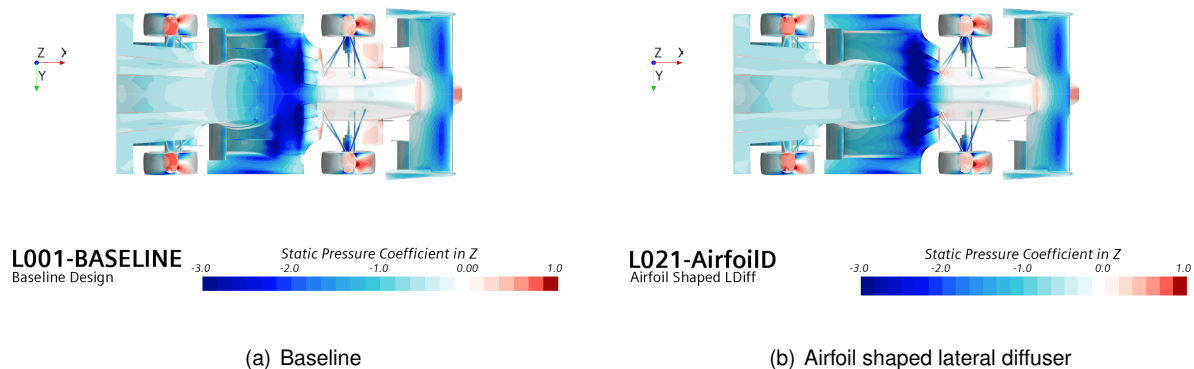 Z X
Y
L001-BASELINE
Baseline Design
Static Pressure Coefficient in Z
-3.0 -2.0 -1.0 0.00 1.0
(a) Baseline
Z X
Y
L021-AirfoilD
Airfoil Shaped LDiff
Static Pressure Coefficient in Z
-3.0 -2.0 -1.0 0.0 1.0
(b) Airfoil shaped lateral diffuser